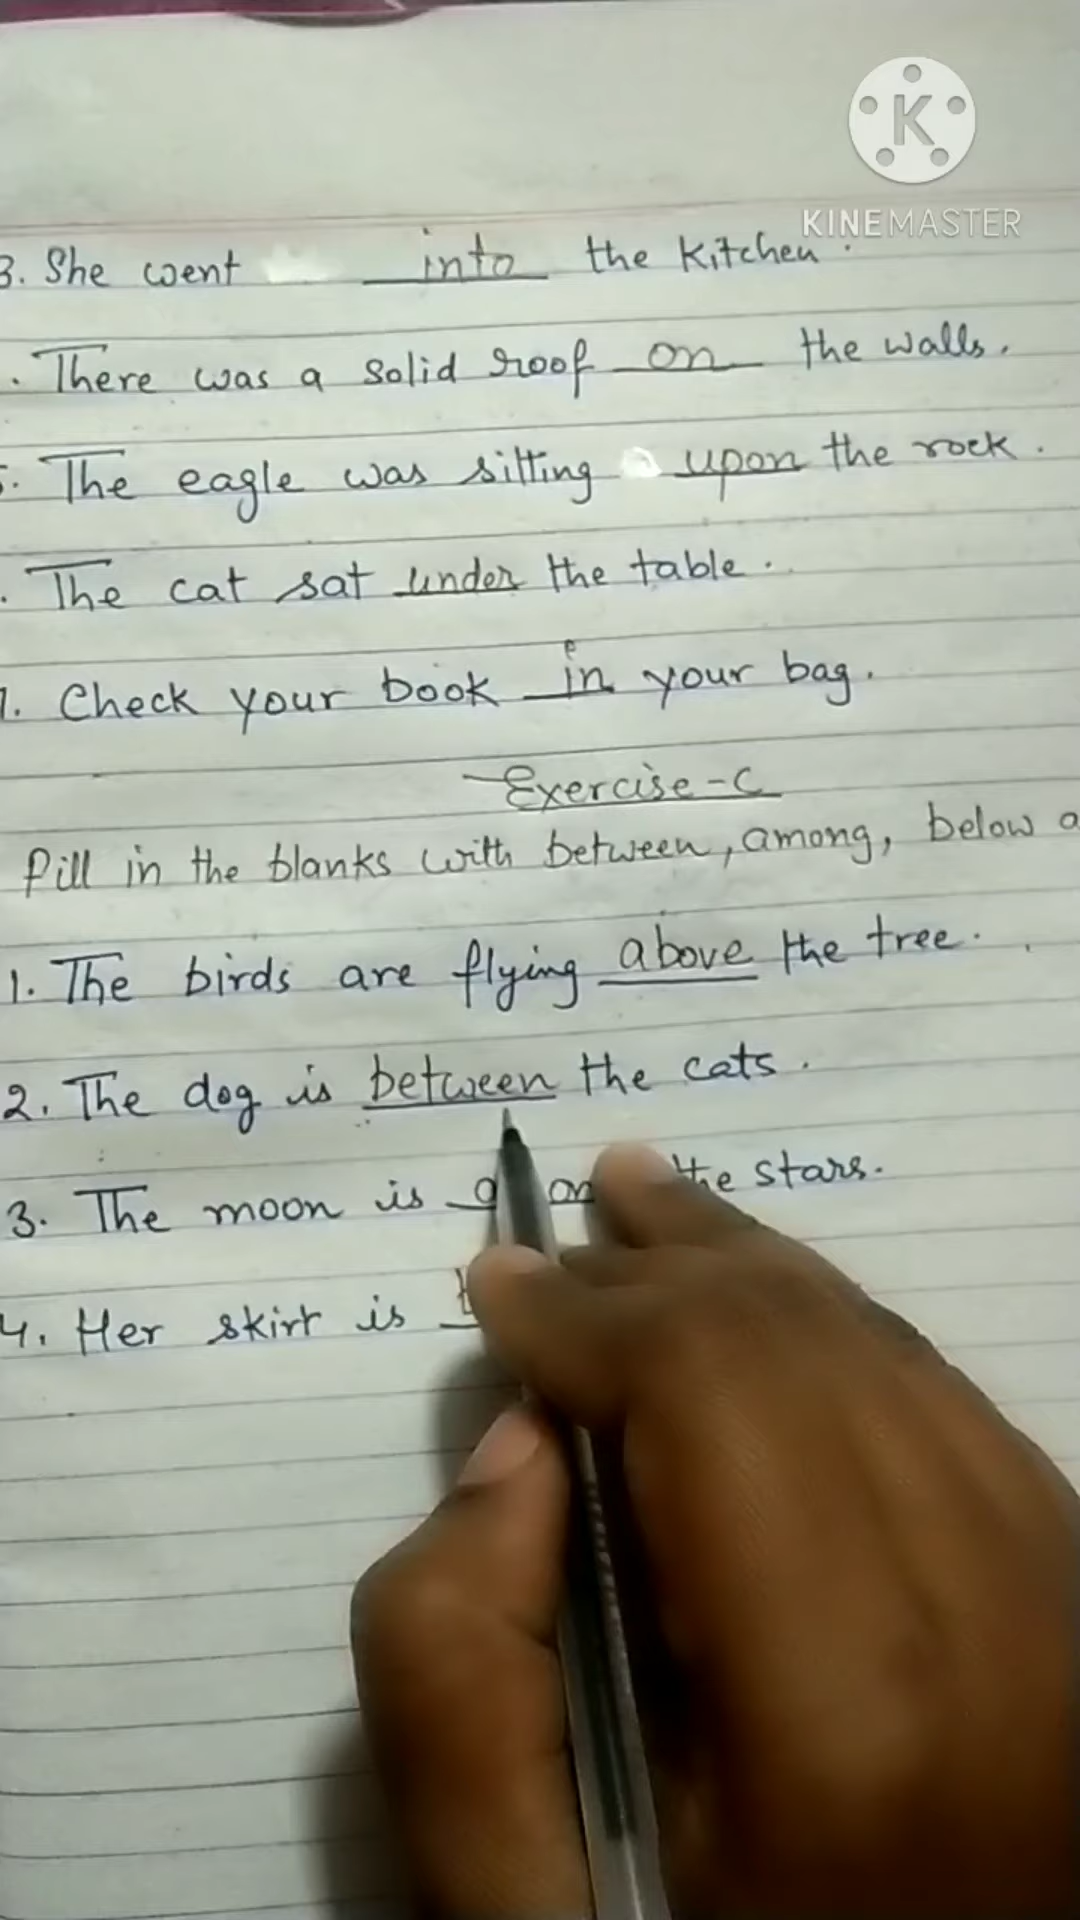 KINEMASTER
3. She went into the kitchen.
. There was a solid roof on the walls.
5. The eagle was sitting upon the rock.
. The cat sat under the table.
7. Check your book in your bag.
Exercise-C
Fill in the blanks with between, among, below
1. The birds are flying above the tree.
2. The dog is between the cats.
3. The moon is the stars.
4. Her skirt is